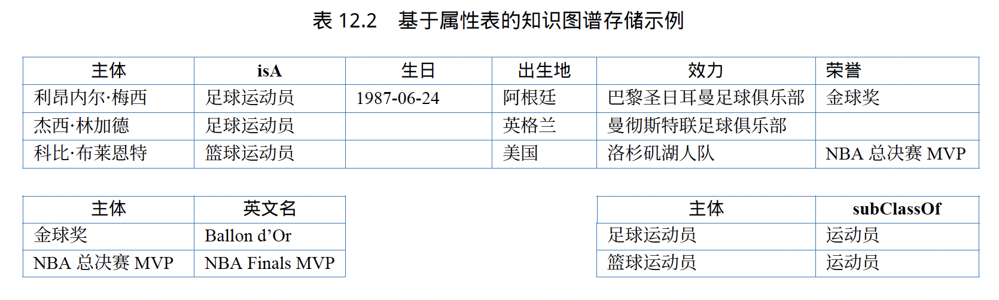 表 12.2 基于属性表的知识图谱存储示例
主体 isA 生日 出生地 效力 荣誉
利昂内尔·梅西 足球运动员 1987-06-24 阿根廷 巴黎圣日耳曼足球俱乐部 金球奖
杰西·林加德 足球运动员 英格兰 曼彻斯特联足球俱乐部
科比·布莱恩特 篮球运动员 美国 洛杉矶湖人队 NBA 总决赛 MVP
主体 英文名
金球奖 Ballon d’Or
NBA 总决赛 MVP NBA Finals MVP
主体 subClassOf
足球运动员 运动员
篮球运动员 运动员